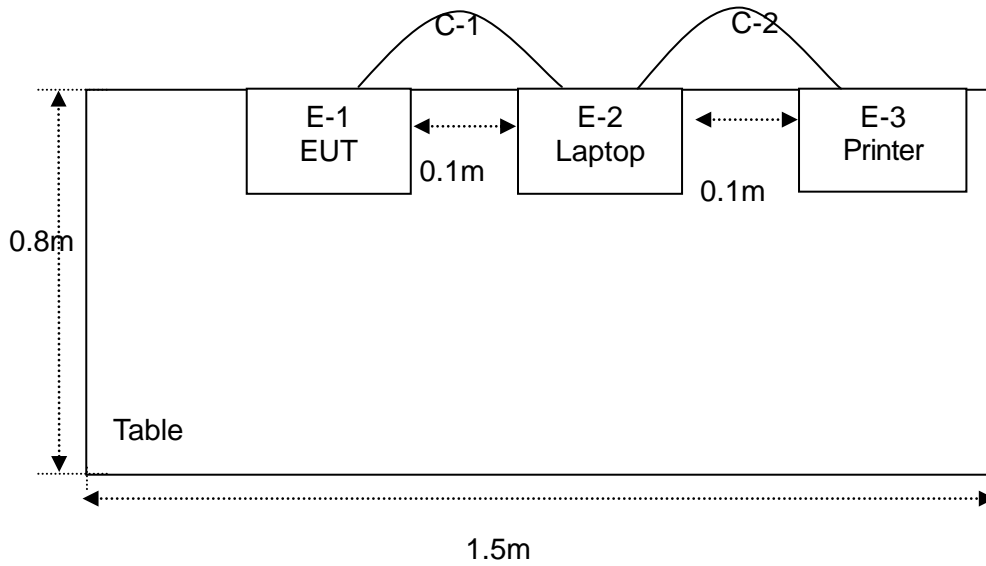 C-1
C-2
E-1
EUT
E-2
Laptop
E-3
Printer
0.1m
0.1m
0.8m
Table
1.5m